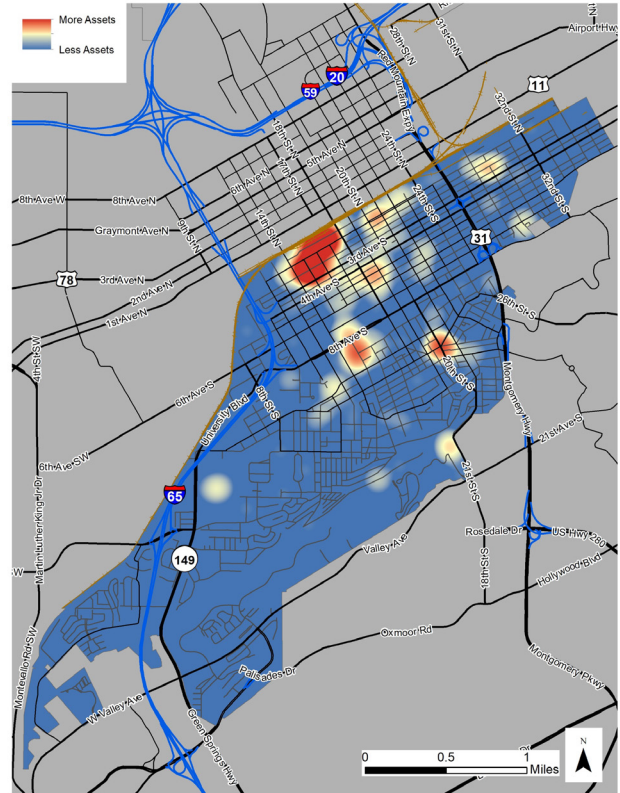 More Assets
Less Assets
28th St N
31st St N
Airport Hwy
Red Mountain Expy
20
59
11
18th St N
17th St N
5th Ave N
24th St N
32nd St N
8th Ave W
8th Ave N
8th Ave N
20th St N
14th St N
24th St S
32nd St S
Graymont Ave N
9th St N
31
3rd Ave S
78
3rd Ave N
2nd Ave N
1st Ave N
4th Ave S
26th St S
4th St SW
8th Ave S
20th St S
6th Ave S
8th St S
Montgomery Hwy
University Blvd
21st Ave S
6th Ave SW
21st St S
65
Martin Luther King Jr Dr
Rosedale Dr
US Hwy 280
Valley Ave
149
18th St S
Hollywood Blvd
Oxmoor Rd
Montevallo Rd SW
Palisades Dr
W Valley Ave
Montgomery Pkwy
Green Springs Hwy
N
0 0.5 1
Miles